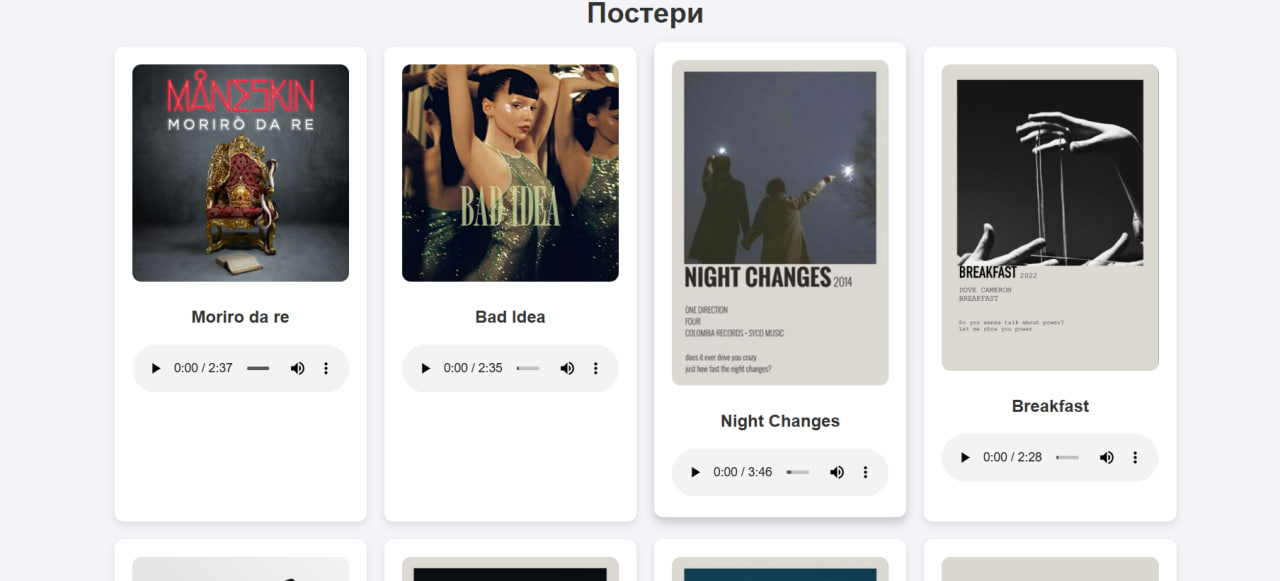 Постери
MÅNESKIN
MORIRÒ DA RE
Moriro da re
0:00 / 2:37
BAD IDEA
Bad Idea
0:00 / 2:35
NIGHT CHANGES 2014
ONE DIRECTION
FOUR
COLOMBIA RECORDS - SYCO MUSIC
does it ever drive you crazy
just how fast the night changes?
Night Changes
0:00 / 3:46
BREAKFAST 2022
DOVE CAMERON
BREAKFAST
So you wanna talk about power?
Let me show you power
Breakfast
0:00 / 2:28